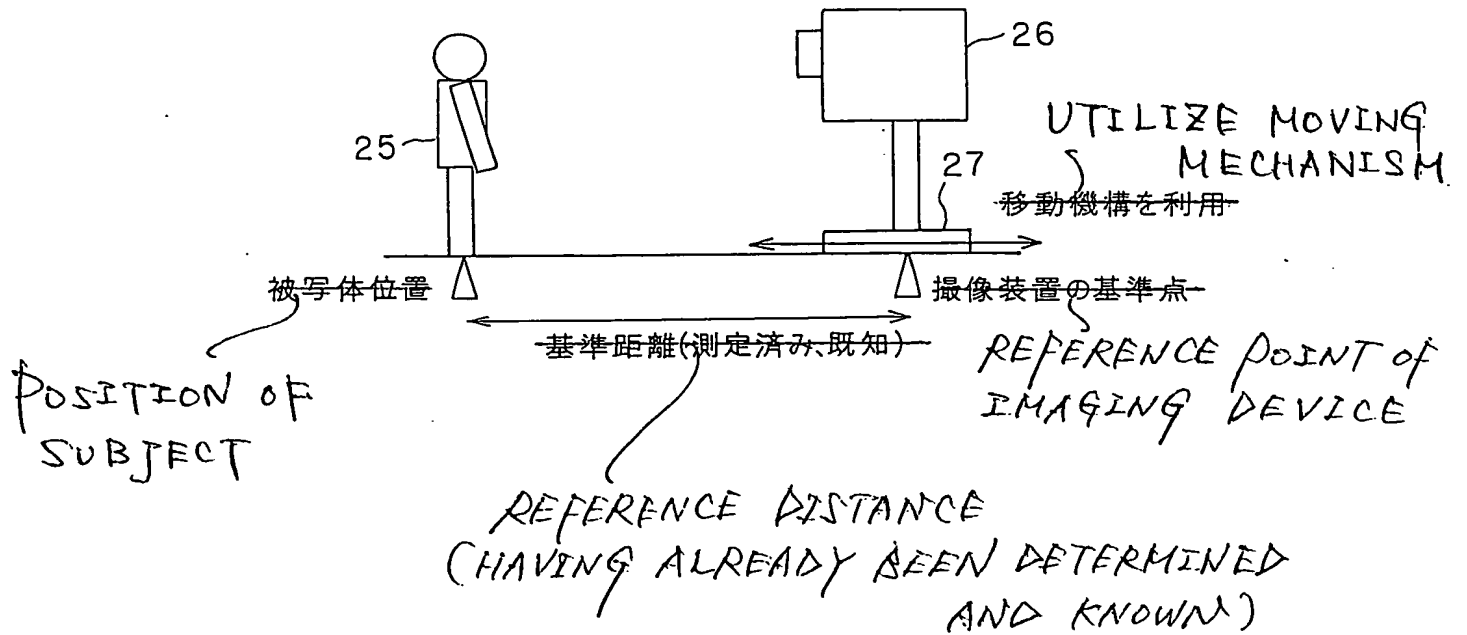 26
UTILIZE MOVING
MECHANISM
25
27
移動機構を利用
被写体位置
撮像装置の基準点
基準距離(測定済み、既知)
POSITION OF
SUBJECT
REFERENCE POINT OF
IMAGING DEVICE
REFERENCE DISTANCE
(HAVING ALREADY BEEN DETERMINED
AND KNOWN)